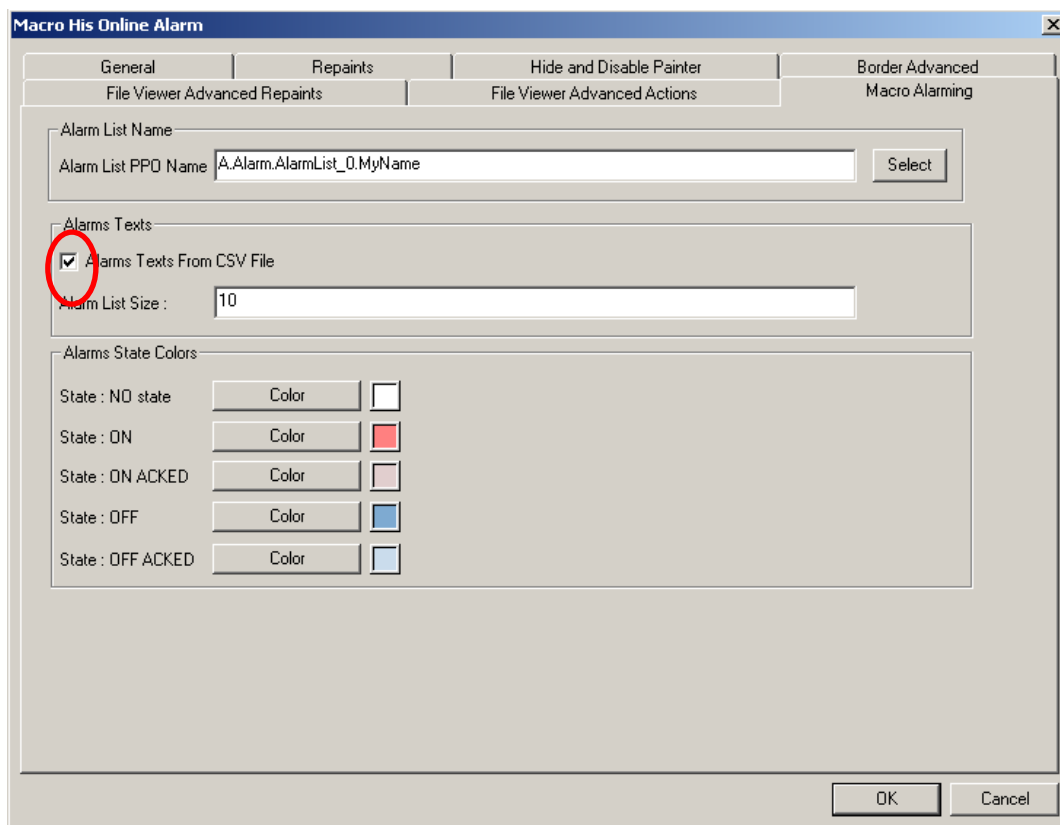 Macro His Online Alarm
General Repaints Hide and Disable Painter Border Advanced
File Viewer Advanced Repaints File Viewer Advanced Actions Macro Alarming
Alarm List Name
Alarm List PPO Name A.Alarm.AlarmList_0.MyName Select
Alarms Texts
Alarms Texts From CSV File
Alarm List Size : 10
Alarms State Colors
State : NO state Color
State : ON Color
State : ON ACKED Color
State : OFF Color
State : OFF ACKED Color
OK Cancel